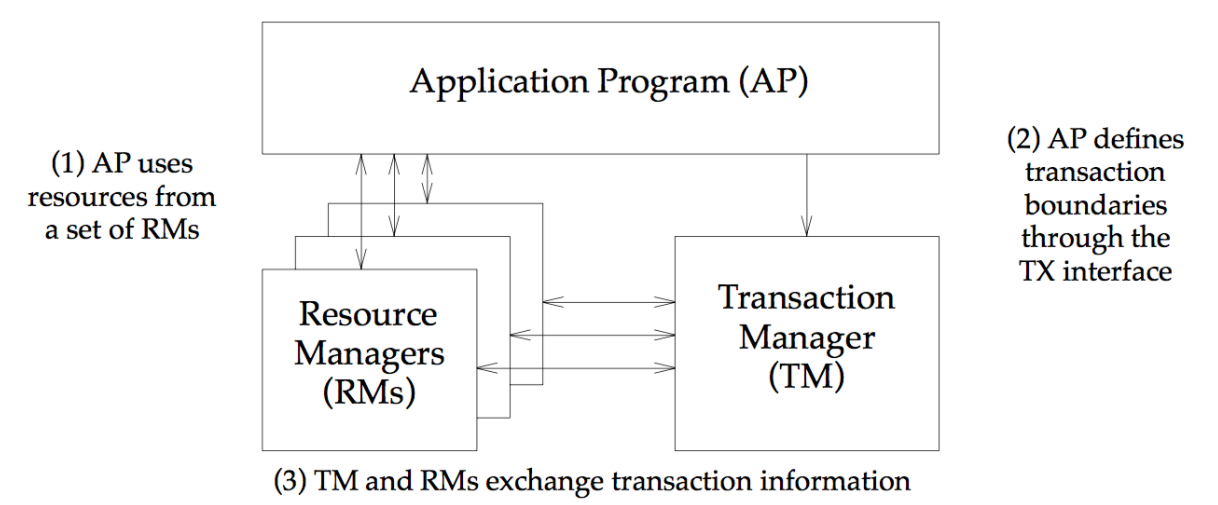 Application Program (AP)
(1) AP uses
resources from
a set of RMs
(2) AP defines
transaction
boundaries
through the
TX interface
Resource
Managers
(RMs)
Transaction
Manager
(TM)
(3) TM and RMs exchange transaction information